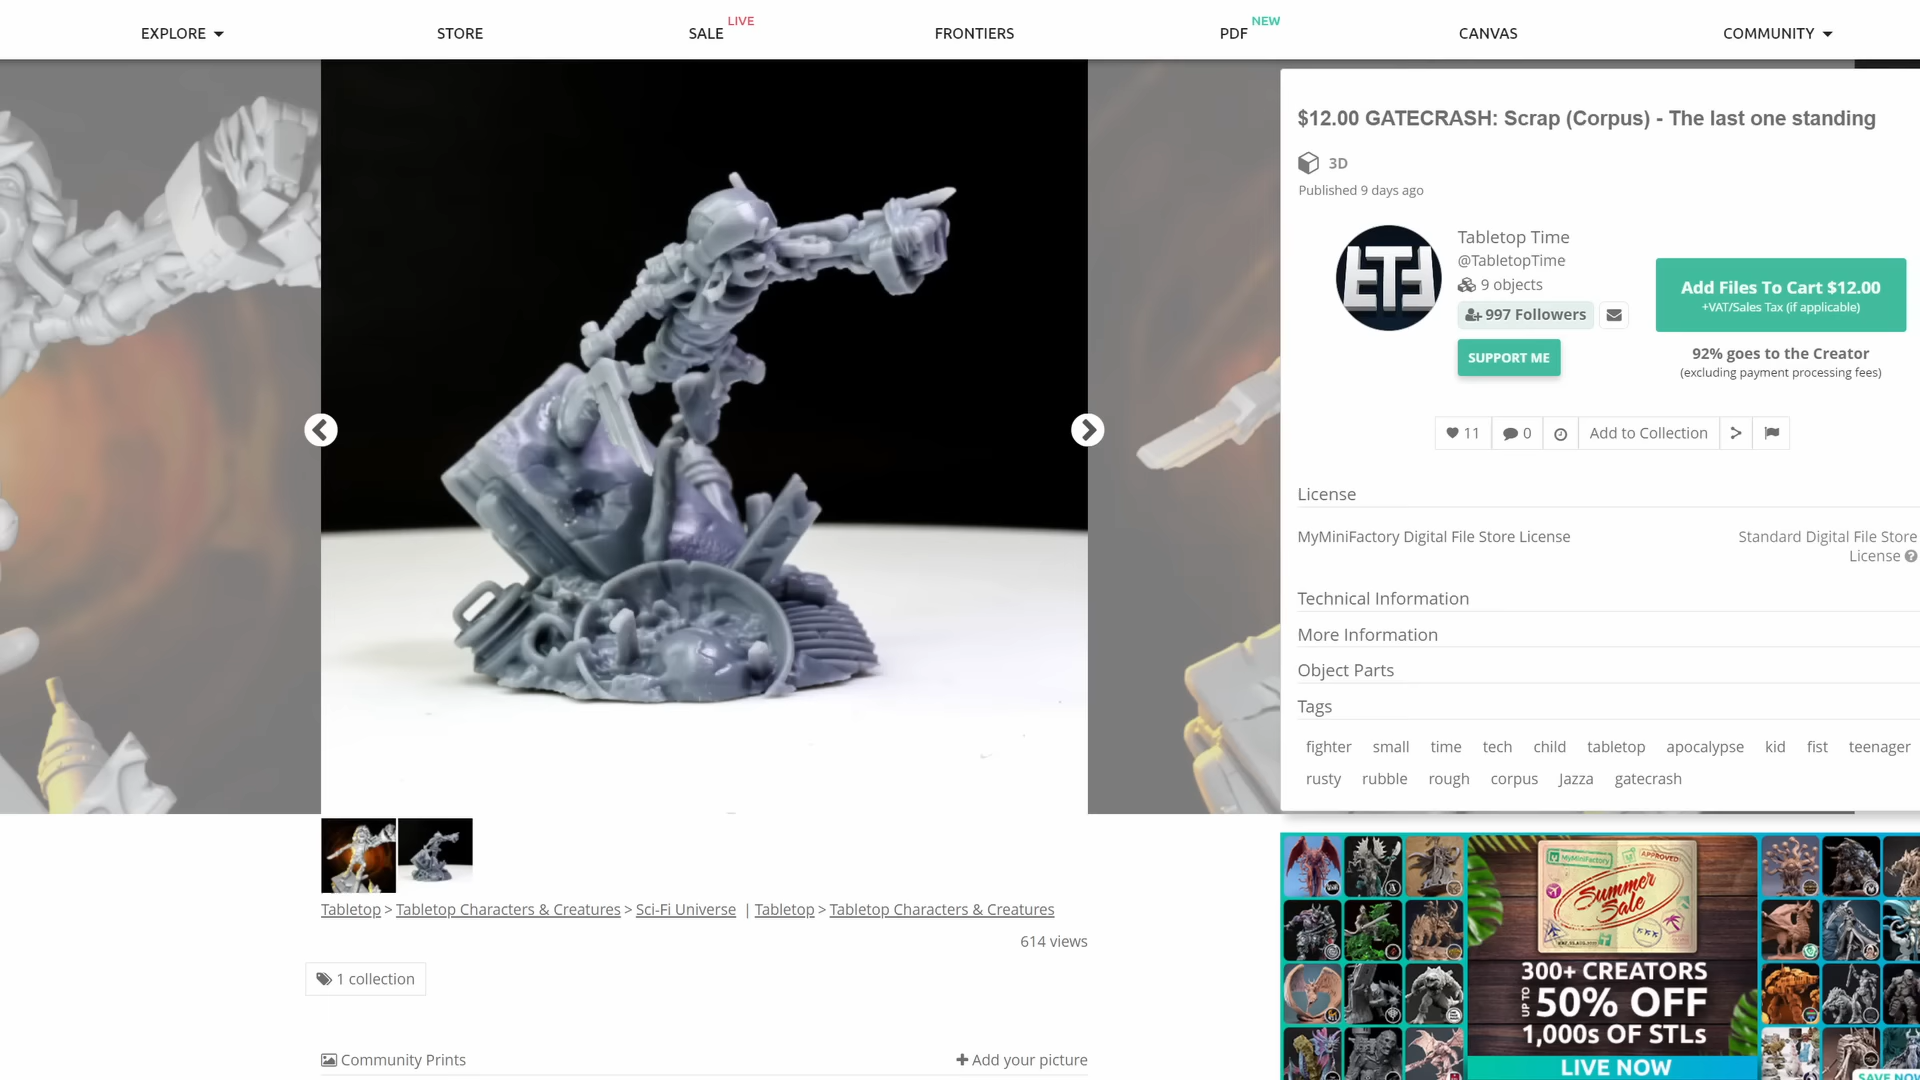 EXPLORE
STORE
SALE
LIVE
FRONTIERS
PDF
NEW
CANVAS
COMMUNITY
$12.00 GATECRASH: Scrap (Corpus) - The last one standing
3D
Published 9 days ago
TT
Tabletop Time
@TabletopTime
9 objects
997 Followers
SUPPORT ME
Add Files To Cart $12.00
+VAT/Sales Tax (if applicable)
92% goes to the Creator
(excluding payment processing fees)
11
0
Add to Collection
License
MyMiniFactory Digital File Store License
Standard Digital File Store
License
Technical Information
More Information
Object Parts
Tags
fighter small time tech child tabletop apocalypse kid fist teenager
rusty rubble rough corpus Jazza gatecrash
Tabletop > Tabletop Characters & Creatures > Sci-Fi Universe | Tabletop > Tabletop Characters & Creatures
614 views
1 collection
Community Prints
Add your picture
MyMiniFactory
APPROVED
Summer
Sale
300+ CREATORS
UP TO 50% OFF
1,000s OF STLs
LIVE NOW
SAVE NOW